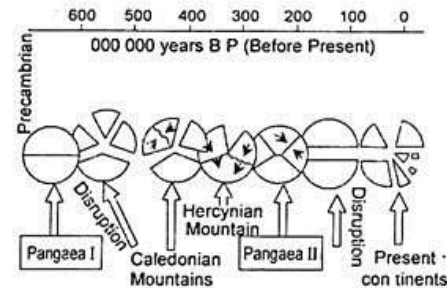 600 500 400 300 200 100 0
000 000 years B P (Before Present)
Precambrian
Disruption
Hercynian
Mountain
Disruption
Pangaea I
Caledonian
Mountains
Pangaea II
Present ·
con tinents